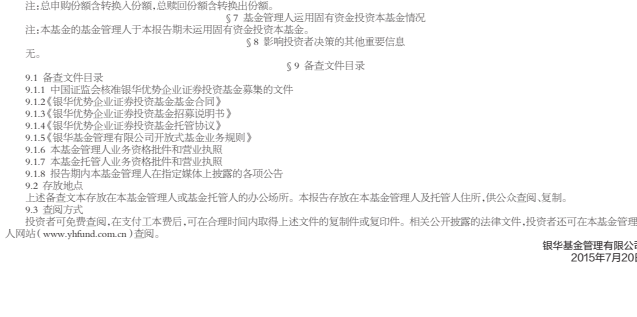 注:总申购份额含转换入份额,总赎回份额含转换出份额。
§7 基金管理人运用固有资金投资本基金情况
注:本基金的基金管理人于本报告期末运用固有资金投资本基金。
§8 影响投资者决策的其他重要信息
无。
§9 备查文件目录
9.1 备查文件目录
9.1.1 中国证监会核准银华优势企业证券投资基金募集的文件
9.1.2《银华优势企业证券投资基金基金合同》
9.1.3《银华优势企业证券投资基金招募说明书》
9.1.4《银华优势企业证券投资基金托管协议》
9.1.5《银华基金管理有限公司开放式基金业务规则》
9.1.6 本基金管理人业务资格批件和营业执照
9.1.7 本基金托管人业务资格批件和营业执照
9.1.8 报告期内本基金管理人在指定媒体上披露的各项公告
9.2 存放地点
上述备查文本存放在本基金管理人或基金托管人的办公场所。本报告存放在本基金管理人及托管人住所,供公众查阅、复制。
9.3 查阅方式
投资者可免费查阅,在支付工本费后,可在合理时间内取得上述文件的复制件或复印件。相关公开披露的法律文件,投资者还可在本基金管理
人网站(www.yhfund.com.cn)查阅。
银华基金管理有限公司
2015年7月20日